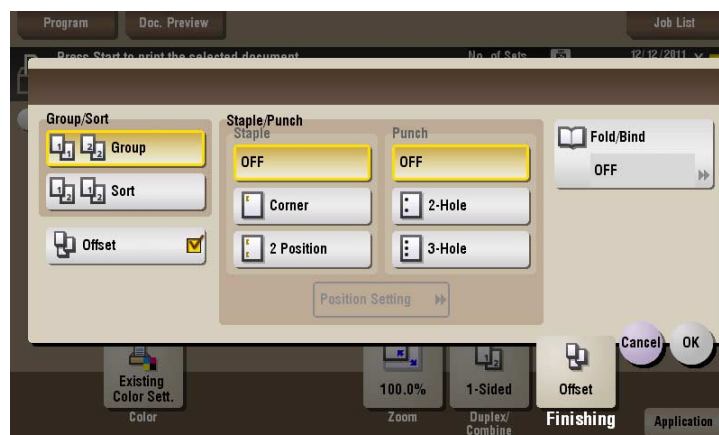 Program
Doc. Preview
Job List
Press Start to print the selected document.
No. of Sets
12/12/2011
Group/Sort
Group
Sort
Offset
Staple/Punch
Staple
OFF
Corner
2 Position
Punch
OFF
2-Hole
3-Hole
Position Setting
Fold/Bind
OFF
Cancel
OK
Existing
Color Sett.
Color
100.0%
Zoom
1-Sided
Duplex/
Combine
Offset
Finishing
Application